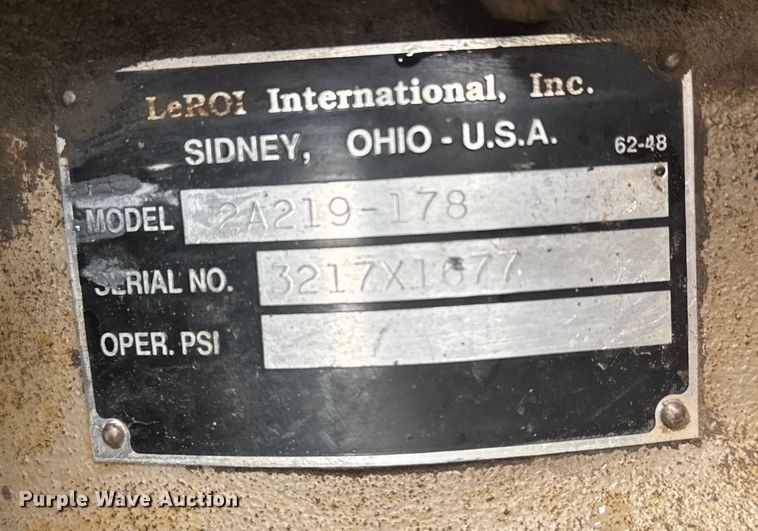 LeROI International, Inc.
SIDNEY, OHIO - U.S.A.
62-48
MODEL 2A219-178
SERIAL NO. 3217X1677
OPER. PSI
Purple Wave Auction